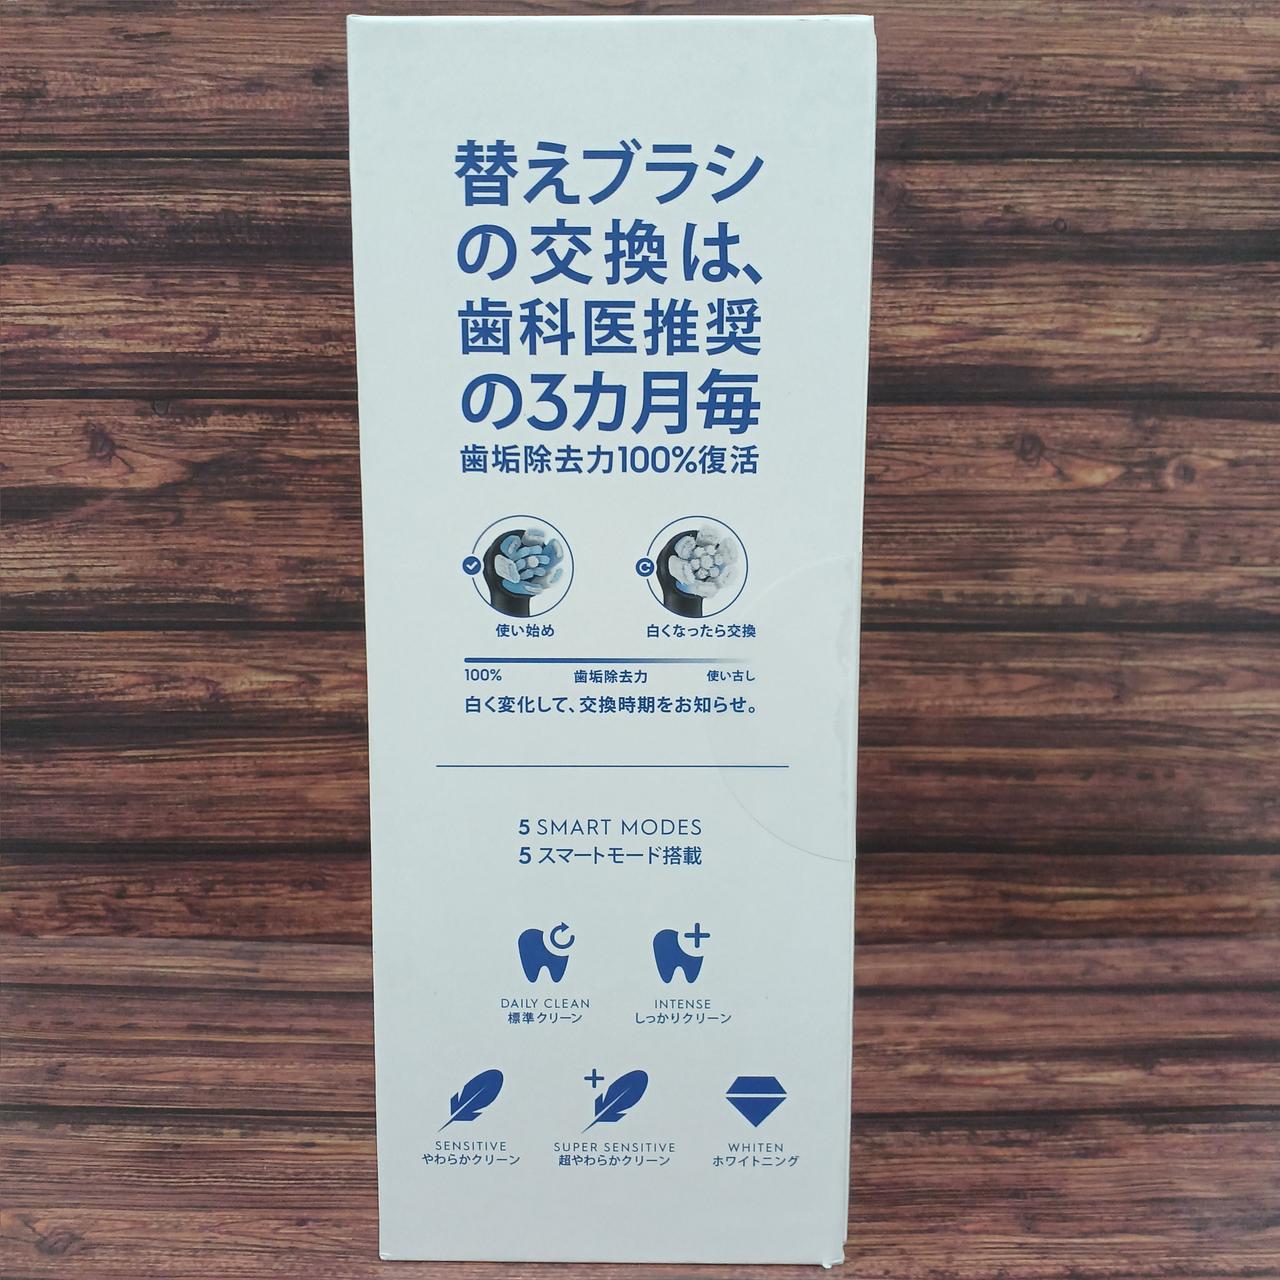 替えブラシ
の交換は、
歯科医推奨
の3カ月毎
歯垢除去力100%復活
使い始め
白くなったら交換
100%
歯垢除去力
使い古し
白く変化して、交換時期をお知らせ。
5 SMART MODES
5 スマートモード搭載
DAILY CLEAN
標準クリーン
INTENSE
しっかりクリーン
SENSITIVE
やわらかクリーン
SUPER SENSITIVE
超やわらかクリーン
WHITEN
ホワイトニング